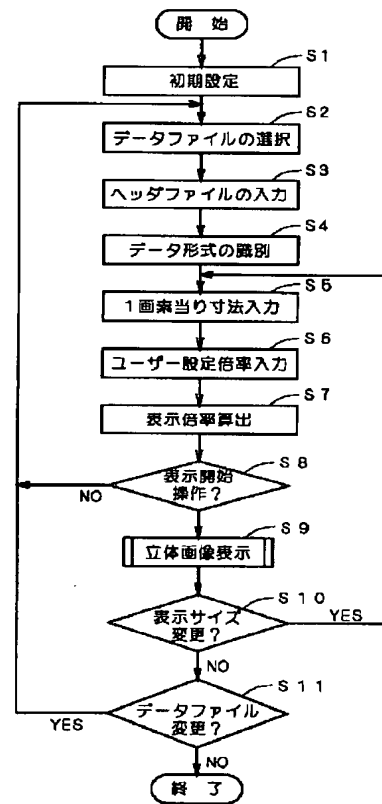 開 始
S1
初期設定
S2
データファイルの選択
S3
ヘッダファイルの入力
S4
データ形式の識別
S5
1画素当り寸法入力
S6
ユーザー設定倍率入力
S7
表示倍率算出
S8
表示開始
操作?
NO
S9
立体画像表示
S10
表示サイズ
変更?
YES
NO
S11
データファイル
変更?
YES
NO
終 了